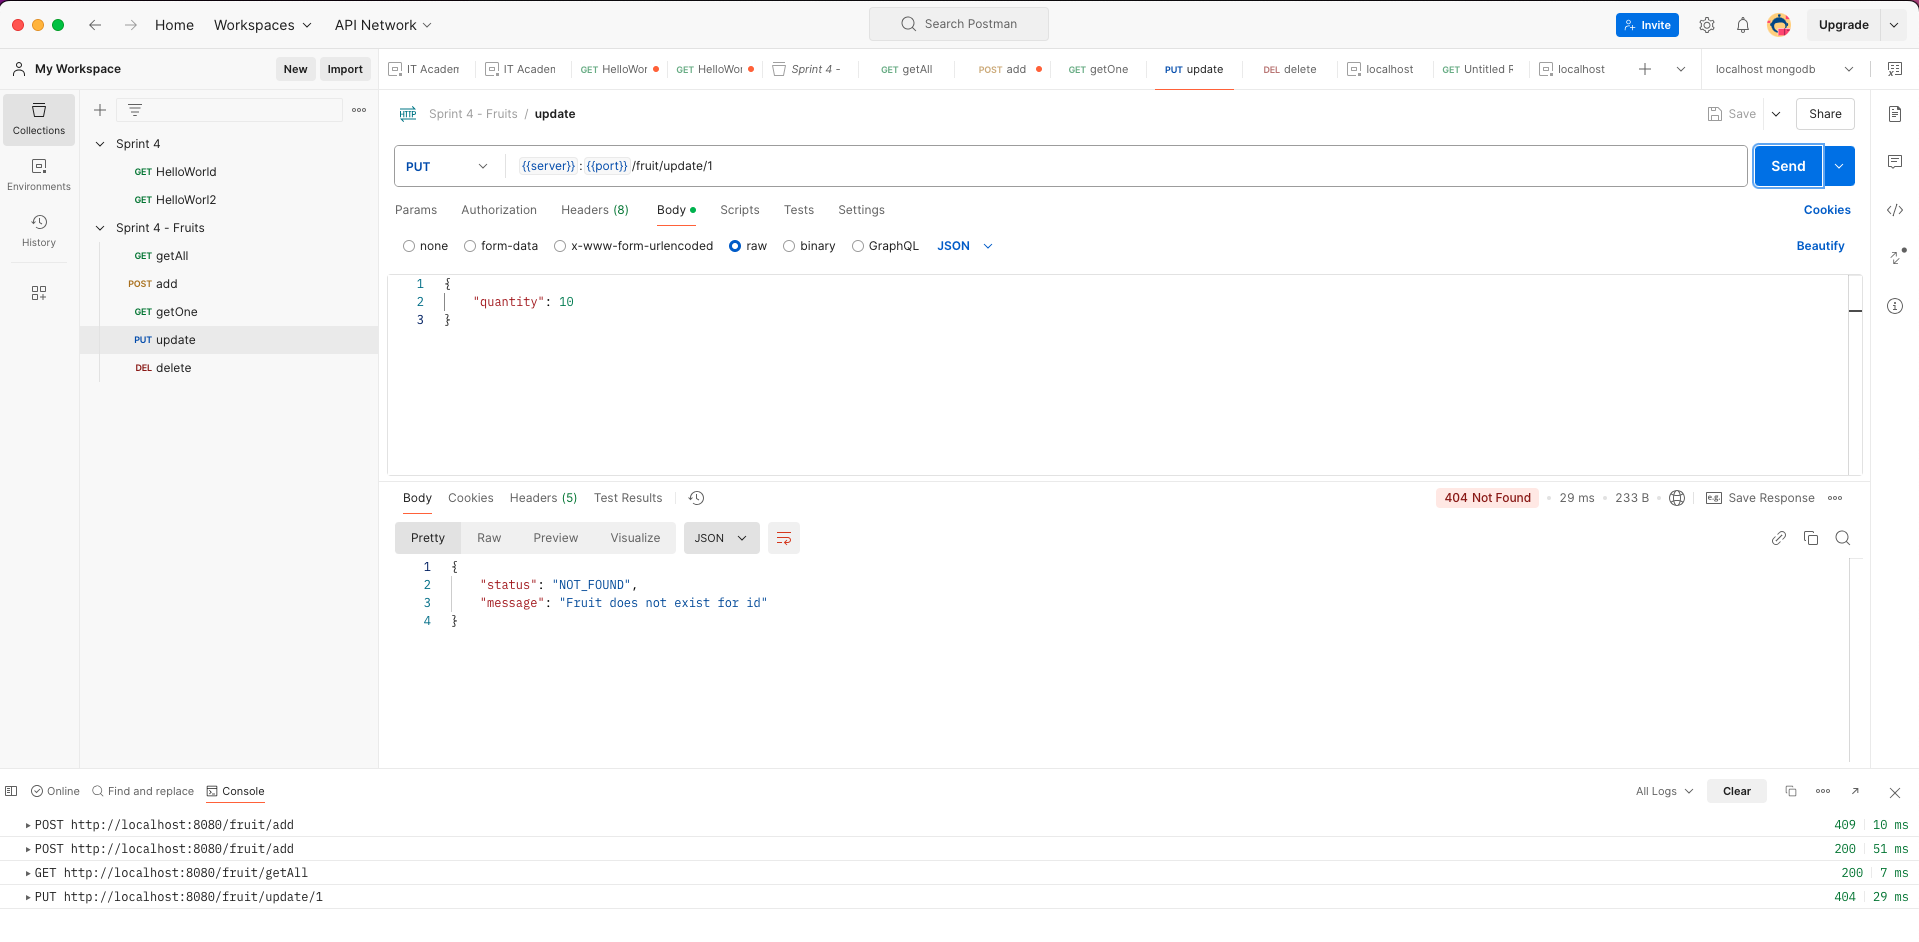 Home Workspaces API Network Search Postman Invite Upgrade
My Workspace New Import IT Academ IT Academ GET HelloWor GET HelloWor Sprint 4 - GET getAll POST add GET getOne PUT update DEL delete localhost GET Untitled R localhost localhost mongodb
Collections
Environments
History
Sprint 4
GET HelloWorld
GET HelloWorl2
Sprint 4 - Fruits
GET getAll
POST add
GET getOne
PUT update
DEL delete
HTTP Sprint 4 - Fruits / update Save Share
PUT {{server}}:{{port}}/fruit/update/1 Send
Params Authorization Headers (8) Body Scripts Tests Settings Cookies
none form-data x-www-form-urlencoded raw binary GraphQL JSON Beautify
1 {
2 "quantity": 10
3 }
Body Cookies Headers (5) Test Results 404 Not Found 29 ms 233 B e.g. Save Response
Pretty Raw Preview Visualize JSON
1 {
2 "status": "NOT_FOUND",
3 "message": "Fruit does not exist for id"
4 }
Online Find and replace Console All Logs Clear
POST http://localhost:8080/fruit/add 409 10 ms
POST http://localhost:8080/fruit/add 200 51 ms
GET http://localhost:8080/fruit/getAll 200 7 ms
PUT http://localhost:8080/fruit/update/1 404 29 ms